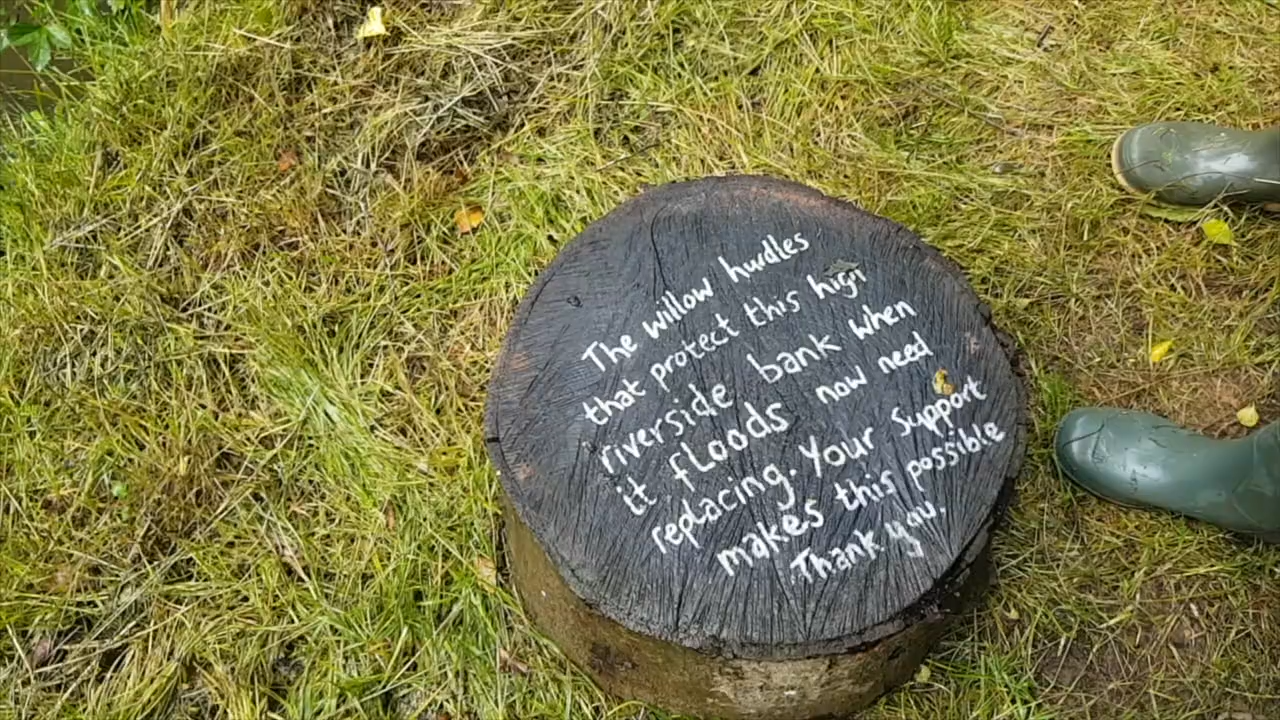 The willow hurdles
that protect this high
riverside bank when
it floods now need
replacing. Your Support
makes this possible
Thank you.